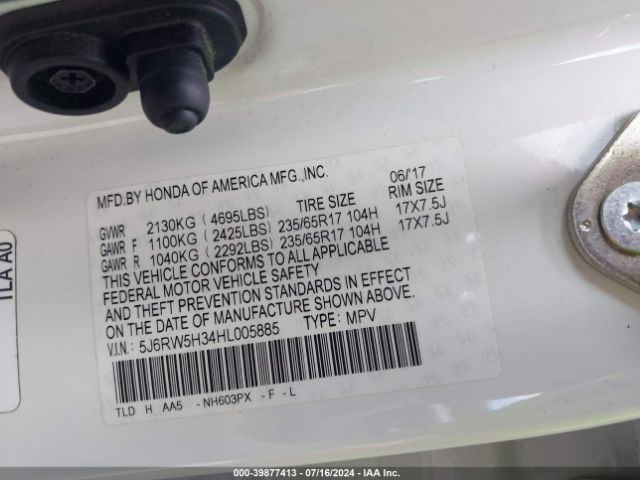 MFD.BY HONDA OF AMERICA MFG.,INC. 06/17
TIRE SIZE RIM SIZE
GVWR 2130KG ( 4695LBS)
GAWR F 1100KG ( 2425LBS) 235/65R17 104H 17X7.5J
GAWR R 1040KG ( 2292LBS) 235/65R17 104H 17X7.5J
THIS VEHICLE CONFORMS TO ALL APPLICABLE
FEDERAL MOTOR VEHICLE SAFETY
AND THEFT PREVENTION STANDARDS IN EFFECT
ON THE DATE OF MANUFACTURE SHOWN ABOVE.
V.I.N: 5J6RW5H34HL005885 TYPE: MPV
TLD H AA5 - NH603PX - F - L
TLA A0
000-39877413 - 07/16/2024 - IAA Inc.